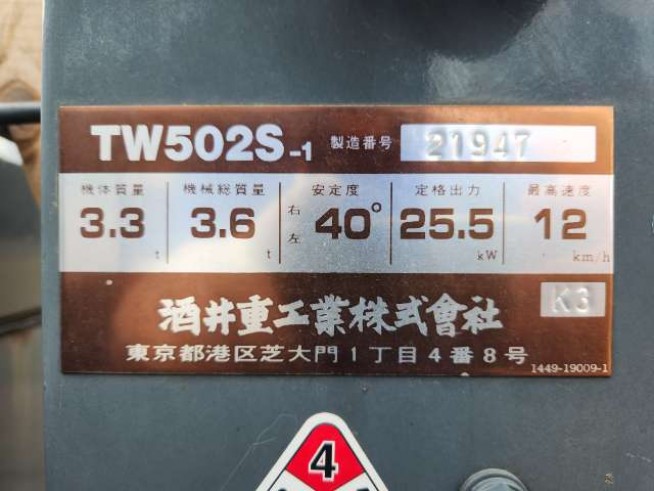 TW502S-1 製造番号 21947
機体質量 機械総質量 安定度 定格出力 最高速度
3.3 t 3.6 t 右左 40° 25.5 kW 12 km/h
K3
酒井重工業株式會社
東京都港区芝大門1丁目4番8号
1449-19009-1
4